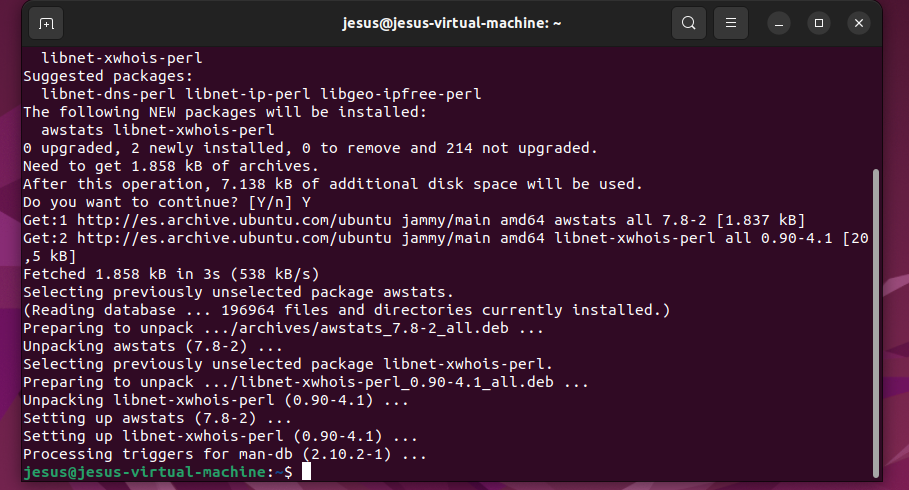 jesus@jesus-virtual-machine: ~
libnet-xwhois-perl
Suggested packages:
libnet-dns-perl libnet-ip-perl libgeo-ipfree-perl
The following NEW packages will be installed:
awstats libnet-xwhois-perl
0 upgraded, 2 newly installed, 0 to remove and 214 not upgraded.
Need to get 1.858 kB of archives.
After this operation, 7.138 kB of additional disk space will be used.
Do you want to continue? [Y/n] Y
Get:1 http://es.archive.ubuntu.com/ubuntu jammy/main amd64 awstats all 7.8-2 [1.837 kB]
Get:2 http://es.archive.ubuntu.com/ubuntu jammy/main amd64 libnet-xwhois-perl all 0.90-4.1 [20
,5 kB]
Fetched 1.858 kB in 3s (538 kB/s)
Selecting previously unselected package awstats.
(Reading database ... 196964 files and directories currently installed.)
Preparing to unpack .../archives/awstats_7.8-2_all.deb ...
Unpacking awstats (7.8-2) ...
Selecting previously unselected package libnet-xwhois-perl.
Preparing to unpack .../libnet-xwhois-perl_0.90-4.1_all.deb ...
Unpacking libnet-xwhois-perl (0.90-4.1) ...
Setting up awstats (7.8-2) ...
Setting up libnet-xwhois-perl (0.90-4.1) ...
Processing triggers for man-db (2.10.2-1) ...
jesus@jesus-virtual-machine:~$